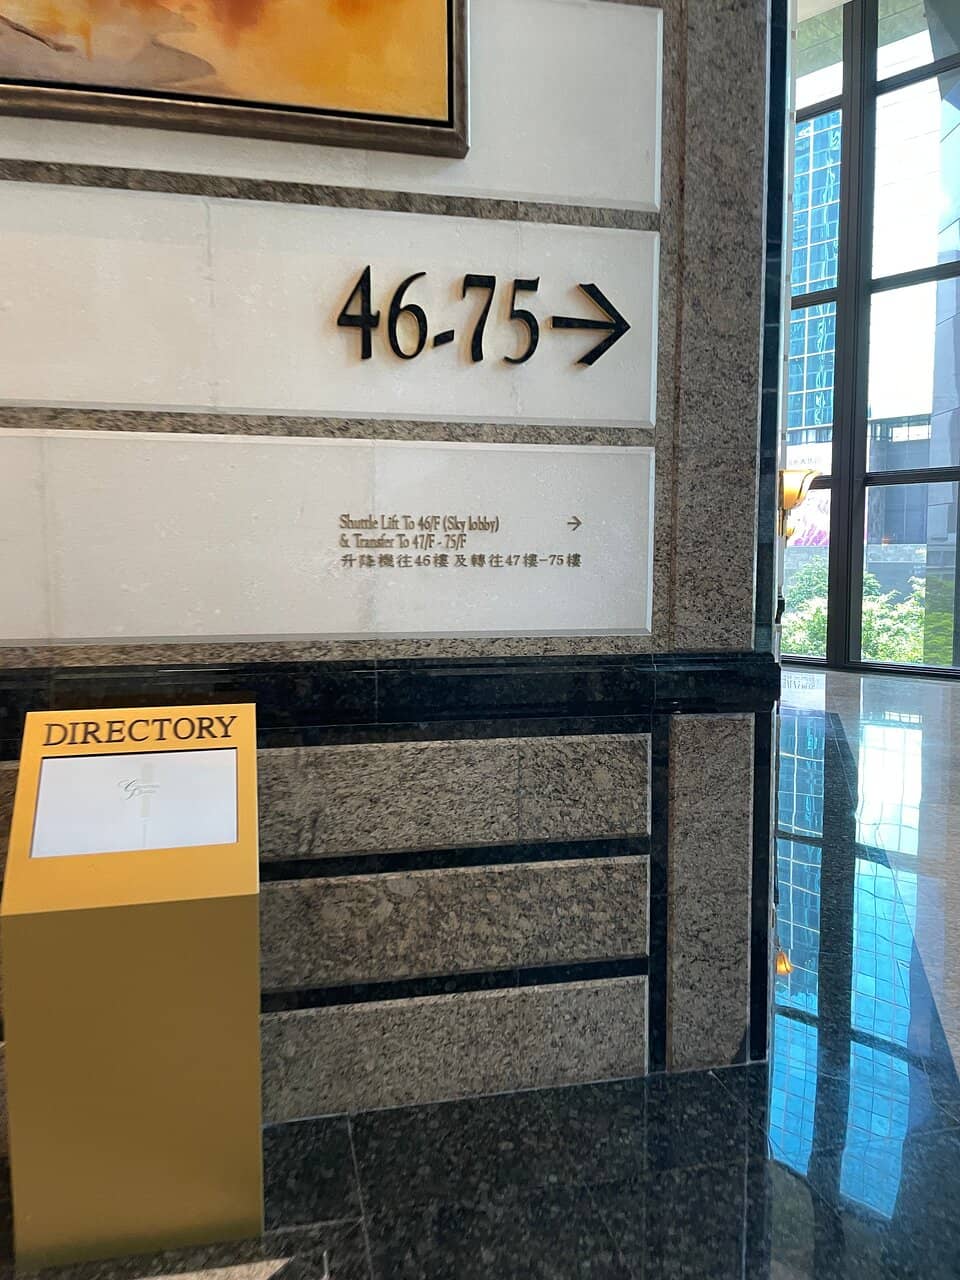 46-75→
Shuttle Lift To 46/F (Sky lobby) →
& Transfer To 47/F - 75/F
升降機往46樓 及轉往47樓-75樓
DIRECTORY